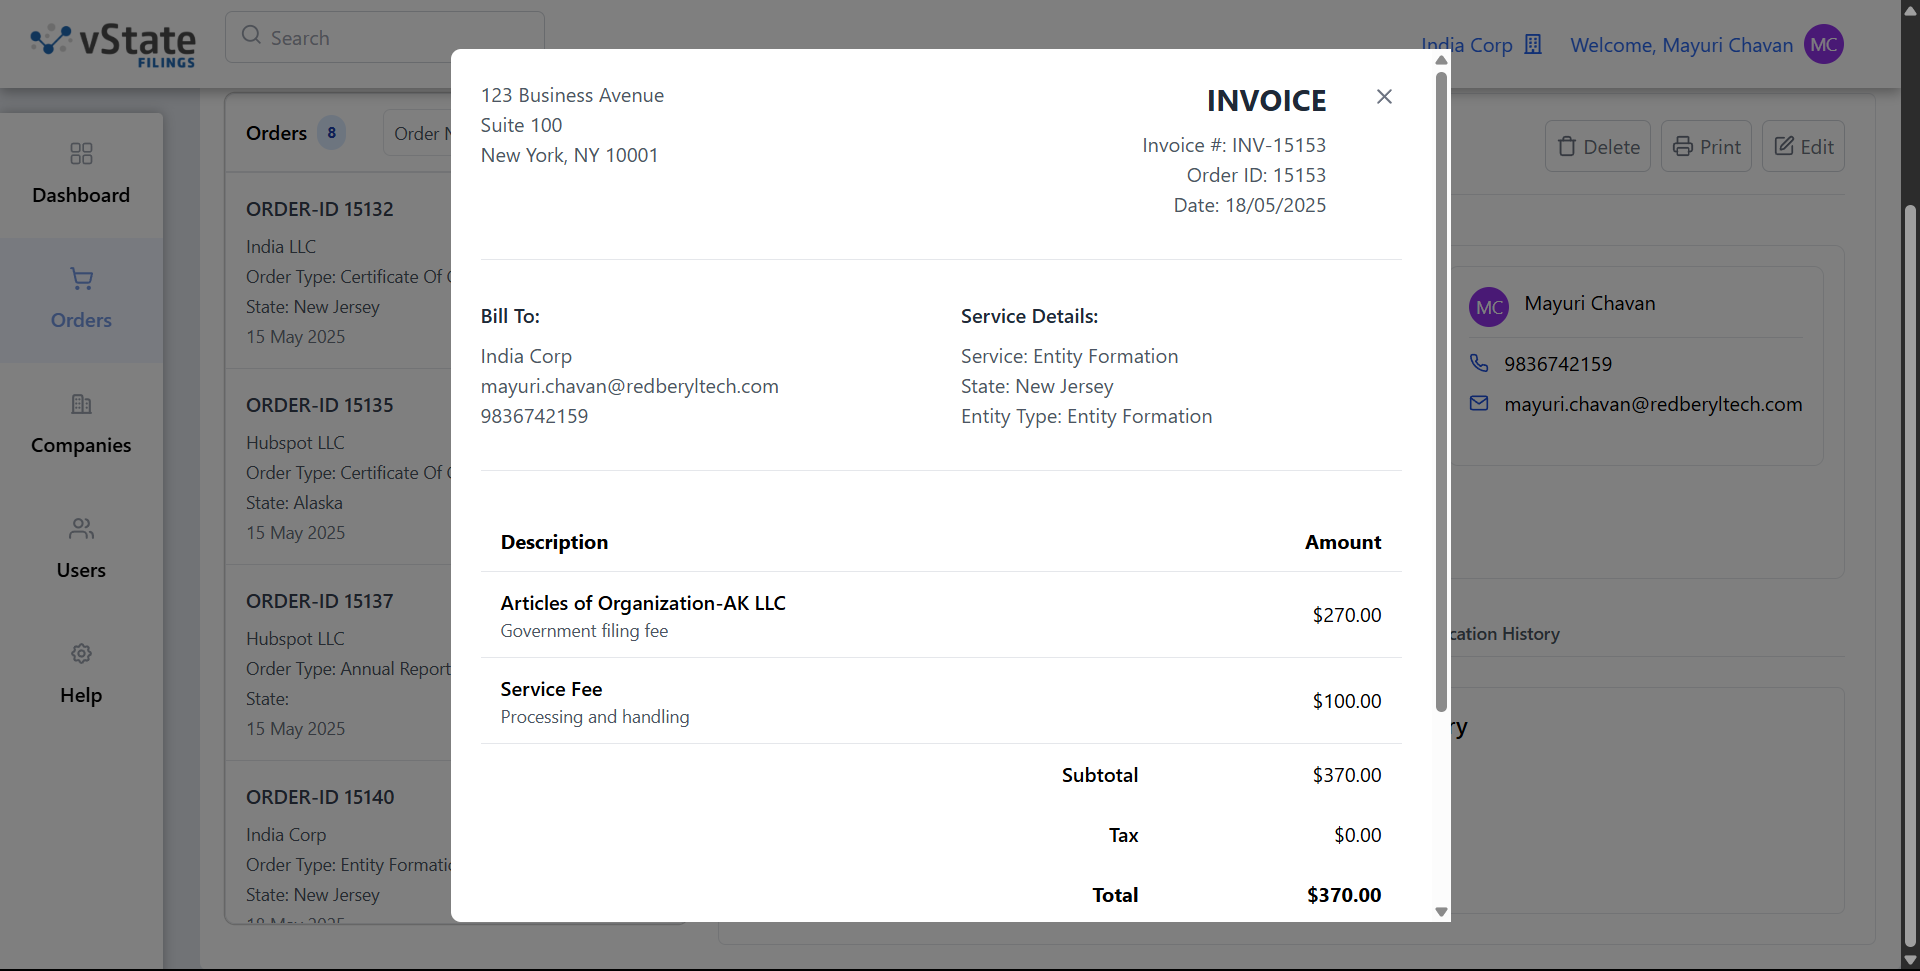 vState
FILINGS
Search
India Corp
Welcome, Mayuri Chavan
MC
Dashboard
Orders
Companies
Users
Help
Orders 8
Order
ORDER-ID 15132
India LLC
Order Type: Certificate Of
State: New Jersey
15 May 2025
ORDER-ID 15135
Hubspot LLC
Order Type: Certificate Of
State: Alaska
15 May 2025
ORDER-ID 15137
Hubspot LLC
Order Type: Annual Report
State:
15 May 2025
ORDER-ID 15140
India Corp
Order Type: Entity Formatio
State: New Jersey
18 May 2025
123 Business Avenue
Suite 100
New York, NY 10001
INVOICE
Invoice #: INV-15153
Order ID: 15153
Date: 18/05/2025
Bill To:
India Corp
mayuri.chavan@redberyltech.com
9836742159
Service Details:
Service: Entity Formation
State: New Jersey
Entity Type: Entity Formation
Description Amount
Articles of Organization-AK LLC
Government filing fee
$270.00
Service Fee
Processing and handling
$100.00
Subtotal $370.00
Tax $0.00
Total $370.00
Delete
Print
Edit
MC
Mayuri Chavan
9836742159
mayuri.chavan@redberyltech.com
cation History
ry